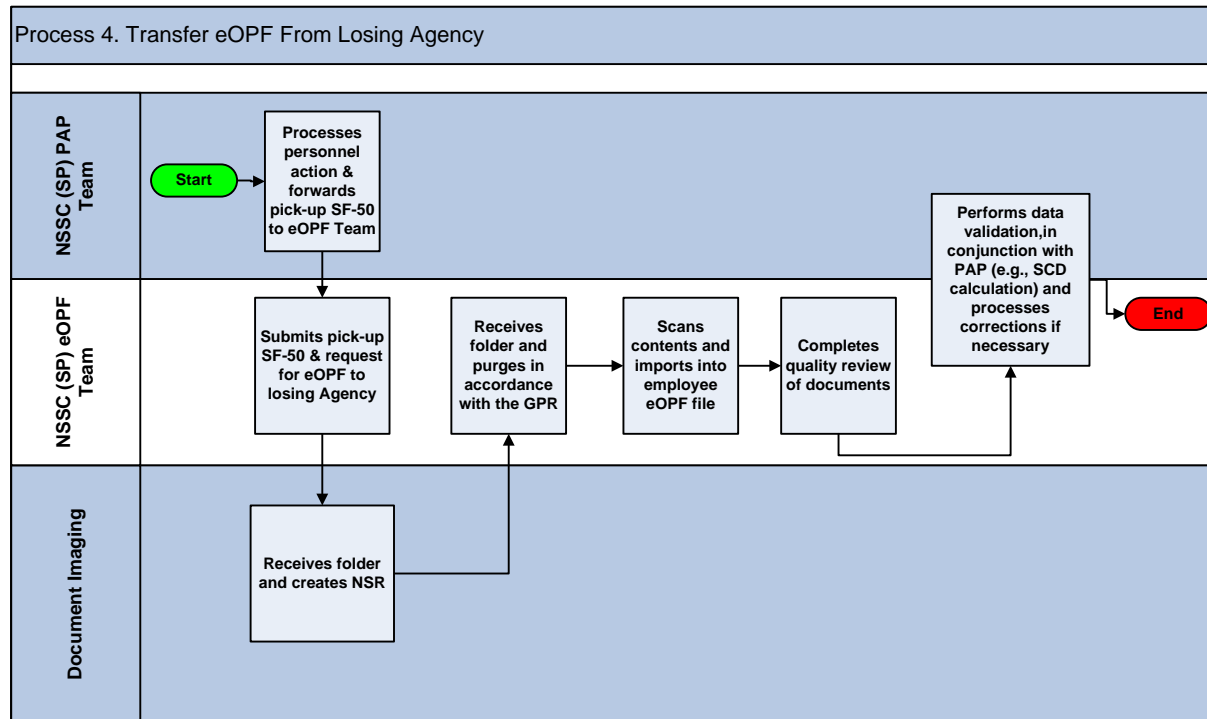 Process 4. Transfer eOPF From Losing Agency
NSSC (SP) PAP
Team
Start
Processes
personnel
action &
forwards
pick-up SF-50
to eOPF Team
Performs data
validation,in
conjunction with
PAP (e.g., SCD
calculation) and
processes
corrections if
necessary
End
NSSC (SP) eOPF
Team
Submits pick-up
SF-50 & request
for eOPF to
losing Agency
Receives
folder and
purges in
accordance
with the GPR
Scans
contents and
imports into
employee
eOPF file
Completes
quality review
of documents
Document Imaging
Receives folder
and creates NSR